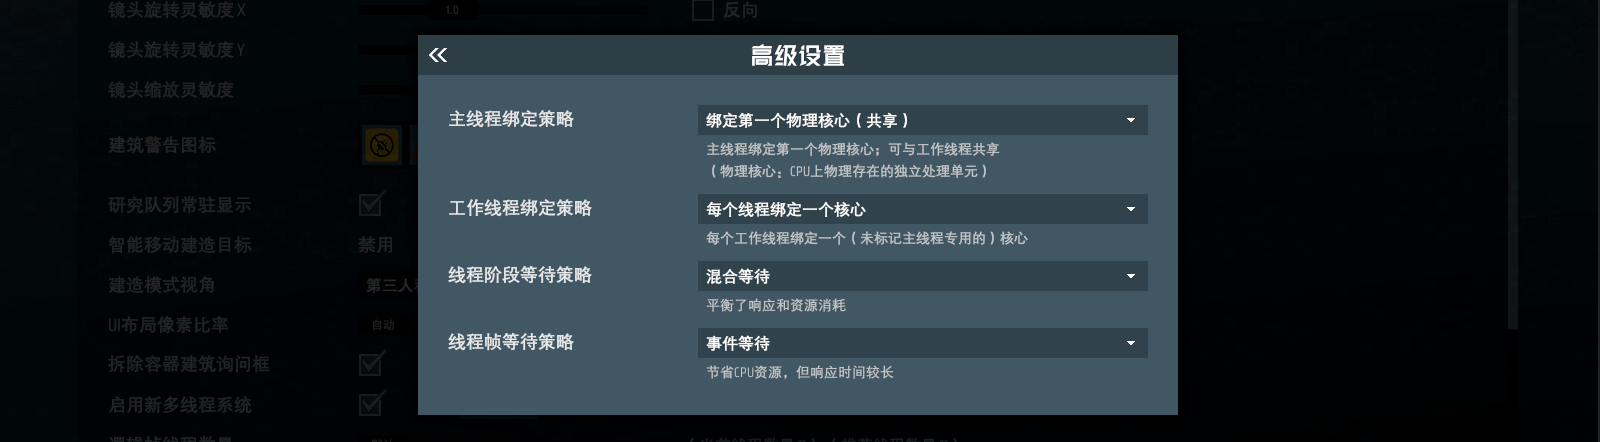 镜头旋转灵敏度X
1.0
反向
镜头旋转灵敏度Y
镜头缩放灵敏度
建筑警告图标
研究队列常驻显示
智能移动建造目标
禁用
建造模式视角
第三人称
UI布局像素比率
自动
拆除容器建筑询问框
启用新多线程系统
高级设置
主线程绑定策略
绑定第一个物理核心（共享）
主线程绑定第一个物理核心；可与工作线程共享
（物理核心：CPU上物理存在的独立处理单元）
工作线程绑定策略
每个线程绑定一个核心
每个工作线程绑定一个（未标记主线程专用的）核心
线程阶段等待策略
混合等待
平衡了响应和资源消耗
线程帧等待策略
事件等待
节省CPU资源，但响应时间较长